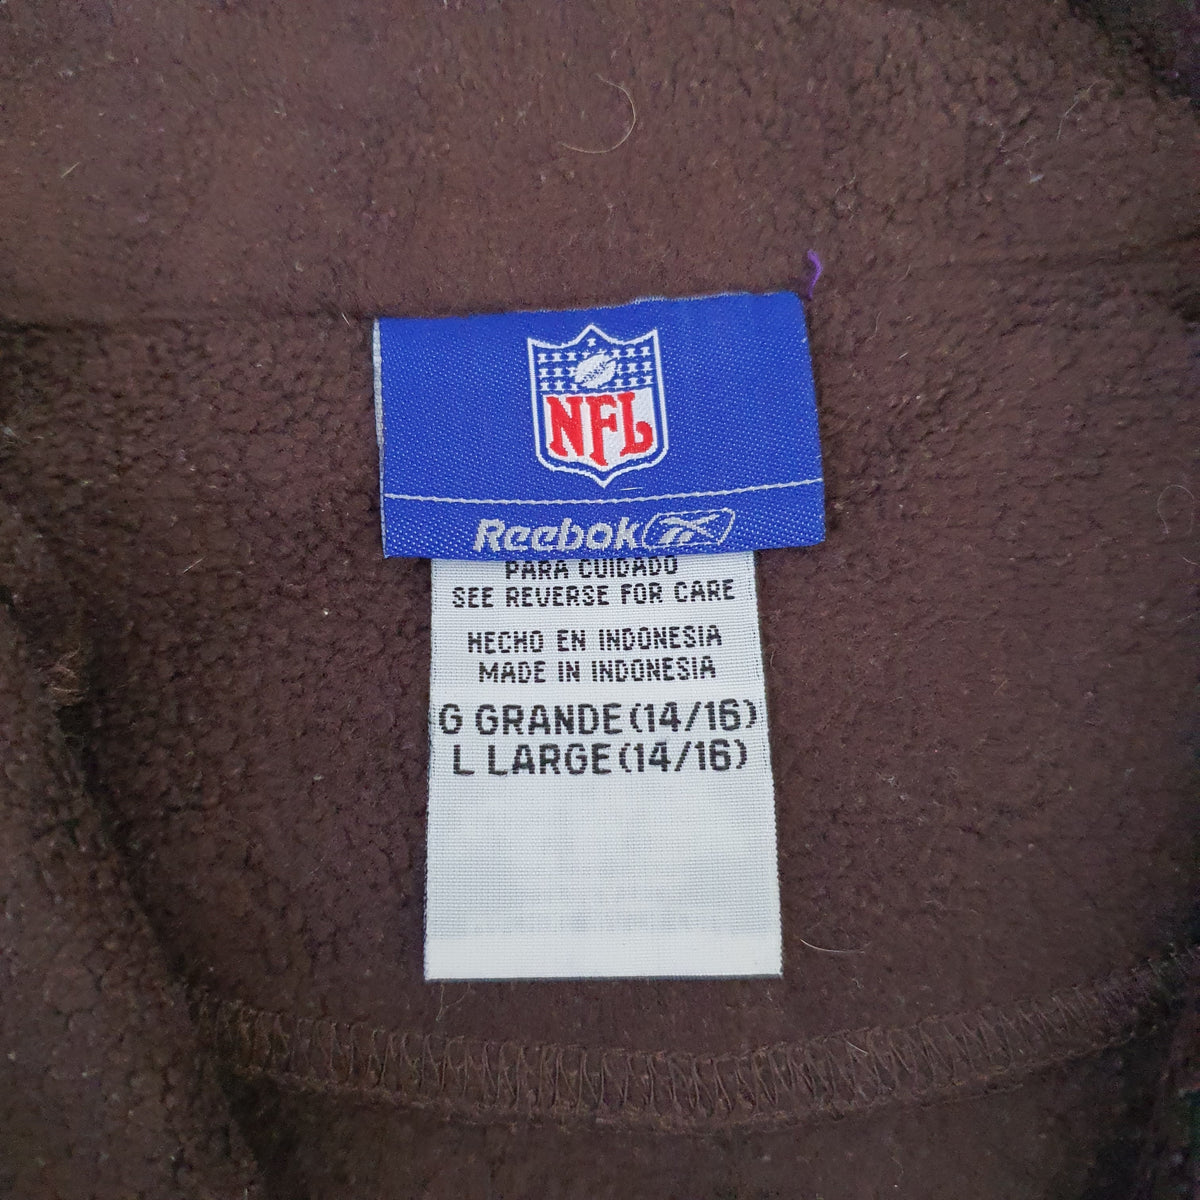 NFL
Reebok
PARA CUIDADO
SEE REVERSE FOR CARE
HECHO EN INDONESIA
MADE IN INDONESIA
G GRANDE(14/16)
L LARGE(14/16)